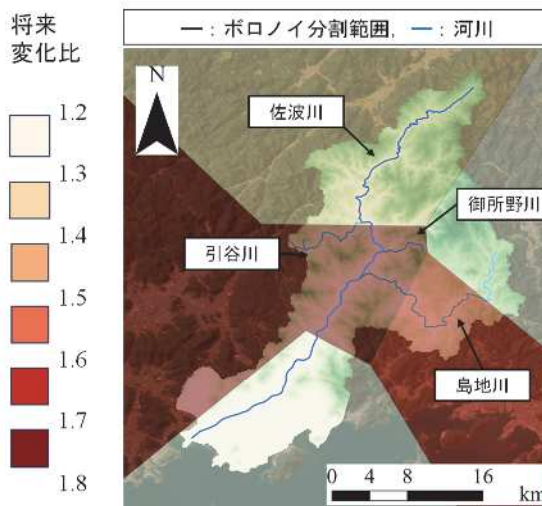 将来
変化比
1.2
1.3
1.4
1.5
1.6
1.7
1.8
—：ボロノイ分割範囲, —：河川
N
佐波川
御所野川
引谷川
島地川
0 4 8 16
km